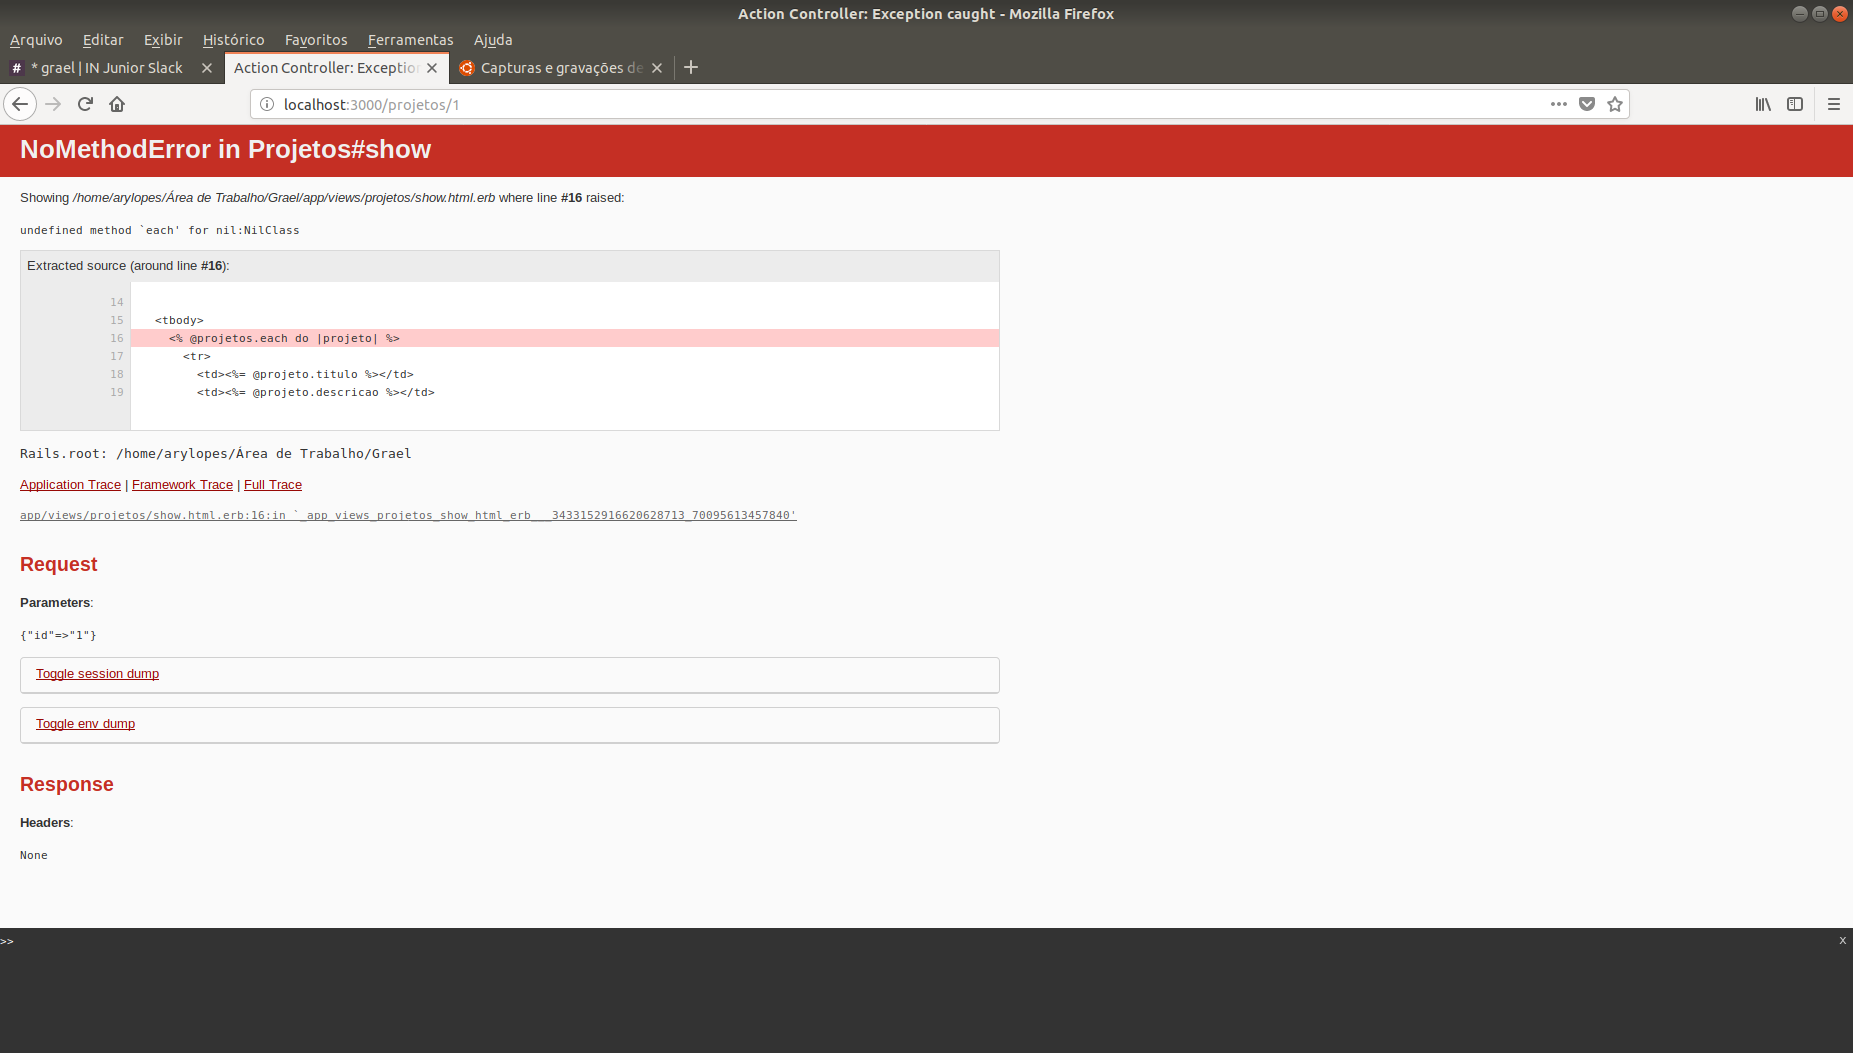 Action Controller: Exception caught - Mozilla Firefox
Arquivo Editar Exibir Histórico Favoritos Ferramentas Ajuda
# * grael | IN Junior Slack Action Controller: Exceptio Capturas e gravações de
localhost:3000/projetos/1
NoMethodError in Projetos#show
Showing /home/arylopes/Área de Trabalho/Grael/app/views/projetos/show.html.erb where line #16 raised:
undefined method `each' for nil:NilClass
Extracted source (around line #16):
14
15 <tbody>
16 <% @projetos.each do |projeto| %>
17 <tr>
18 <td><%= @projeto.titulo %></td>
19 <td><%= @projeto.descricao %></td>
Rails.root: /home/arylopes/Área de Trabalho/Grael
Application Trace | Framework Trace | Full Trace
app/views/projetos/show.html.erb:16:in `_app_views_projetos_show_html_erb___3433152916620628713_70095613457840'
Request
Parameters:
{"id"=>"1"}
Toggle session dump
Toggle env dump
Response
Headers:
None
>> x